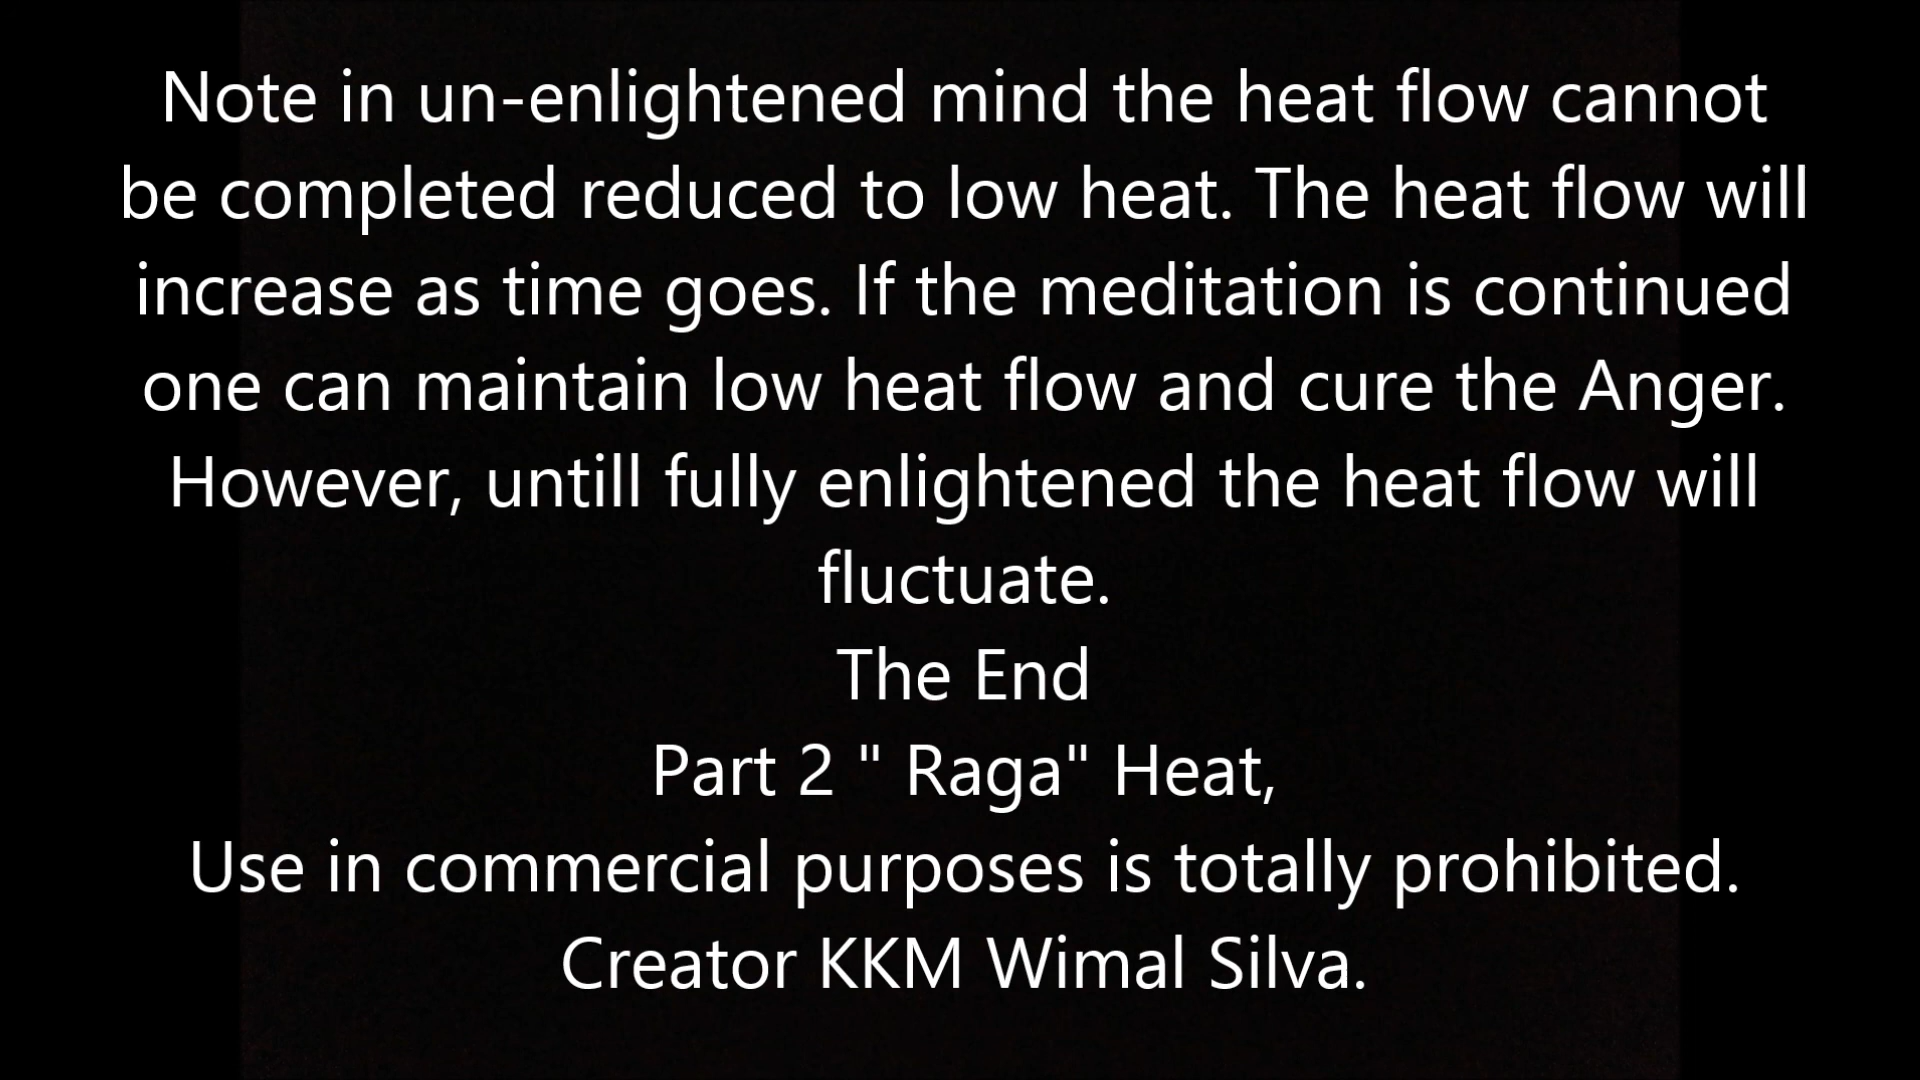 Note in un-enlightened mind the heat flow cannot
be completed reduced to low heat. The heat flow will
increase as time goes. If the meditation is continued
one can maintain low heat flow and cure the Anger.
However, untill fully enlightened the heat flow will
fluctuate.
The End
Part 2 " Raga" Heat,
Use in commercial purposes is totally prohibited.
Creator KKM Wimal Silva.